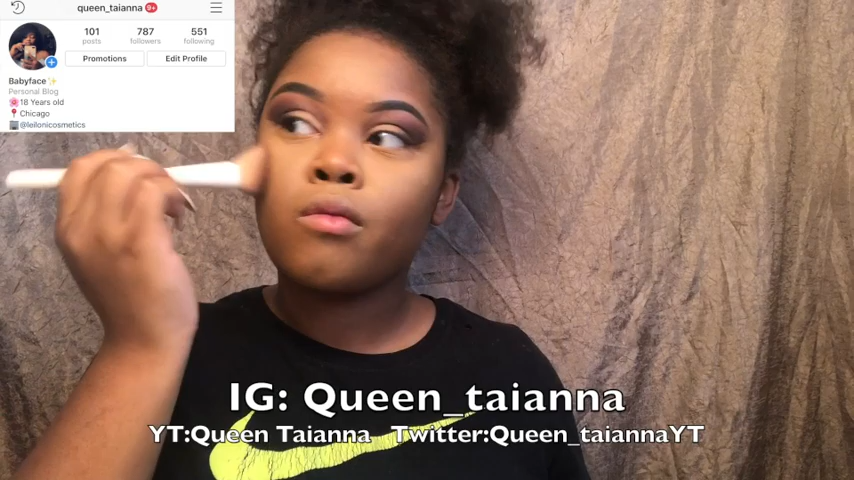 queen_taianna 9+
101 787 551
posts followers following
Promotions Edit Profile
Babyface✨
Personal Blog
🌸18 Years old
📍Chicago
🏢@leilonicosmetics
IG: Queen_taianna
YT:Queen Taianna Twitter:Queen_taiannaYT